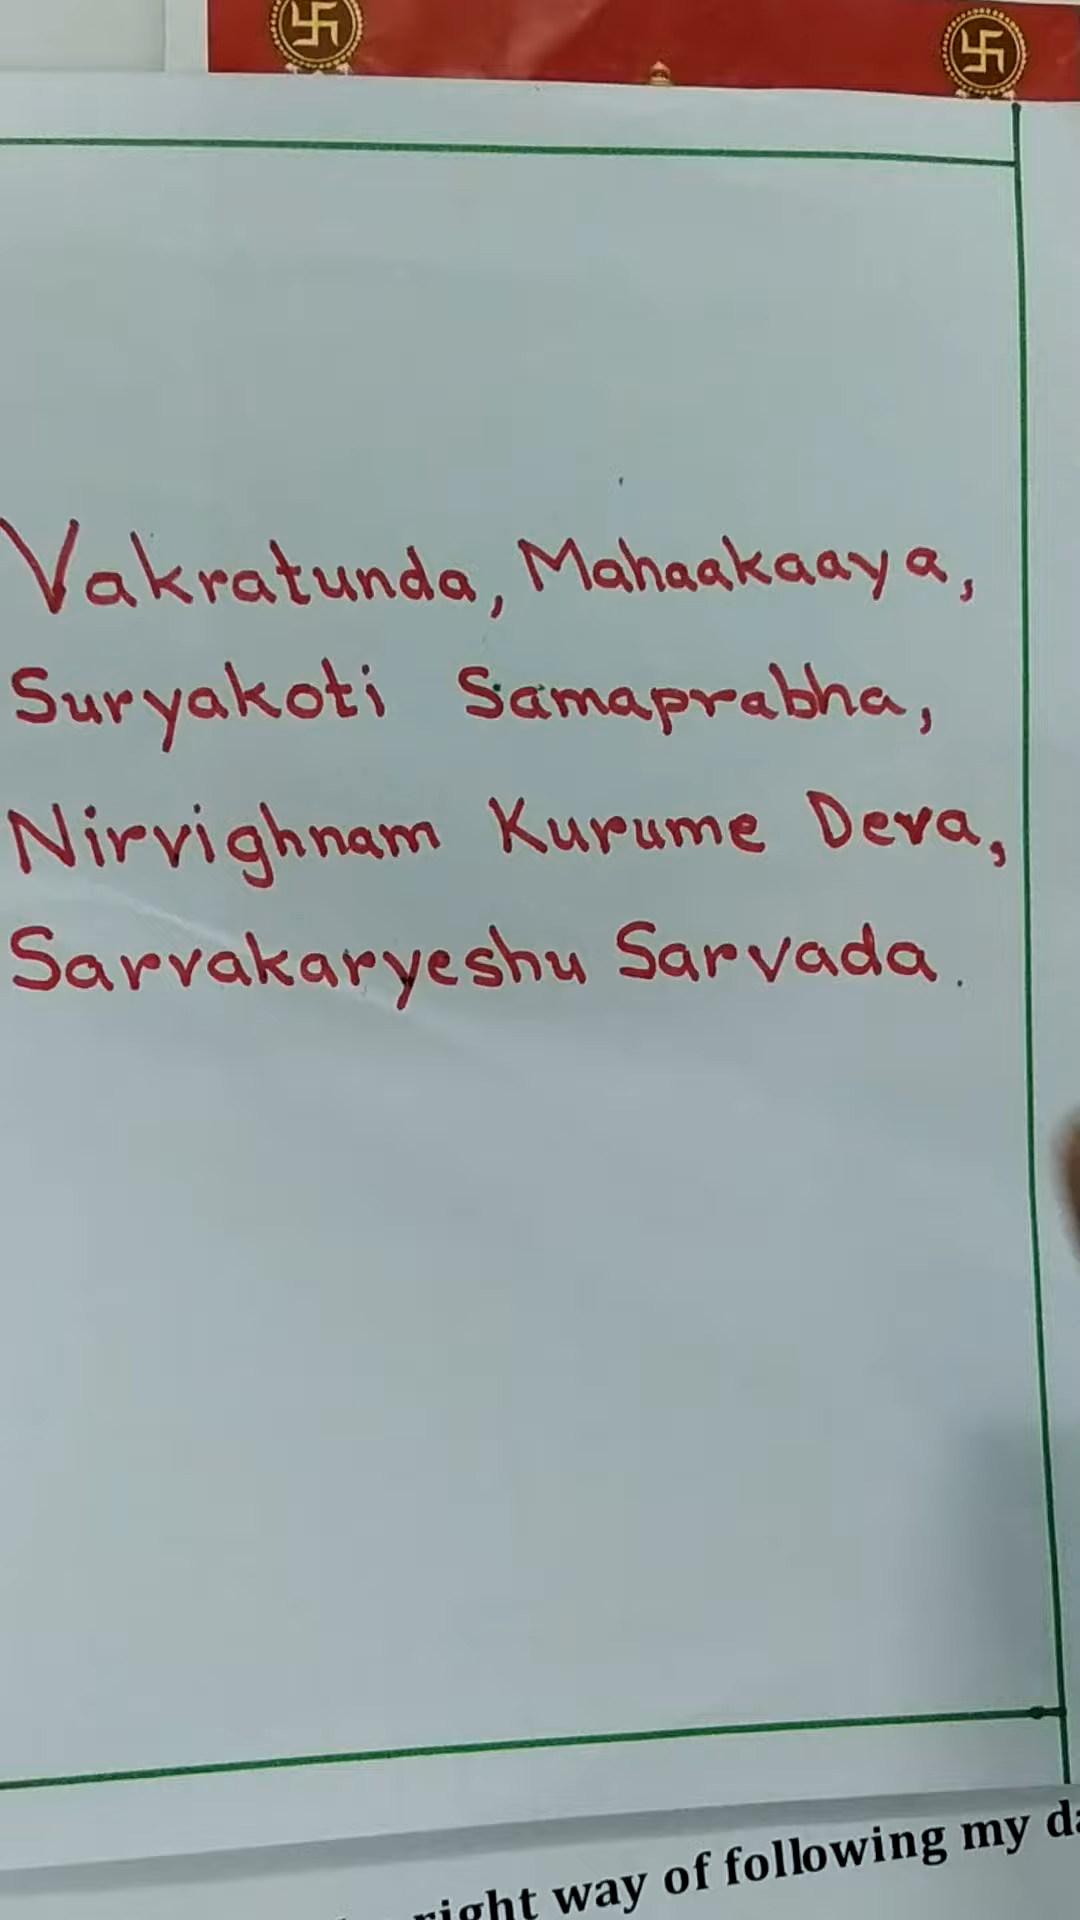 Vakratunda, Mahaakaaya,
Suryakoti Samaprabha,
Nirvighnam Kurume Deva,
Sarvakaryeshu Sarvada.
right way of following my